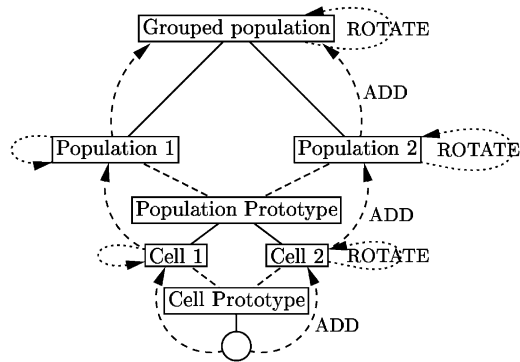 Grouped population
ROTATE
ADD
Population 1
Population 2
ROTATE
Population Prototype
ADD
Cell 1
Cell 2
ROTATE
Cell Prototype
ADD